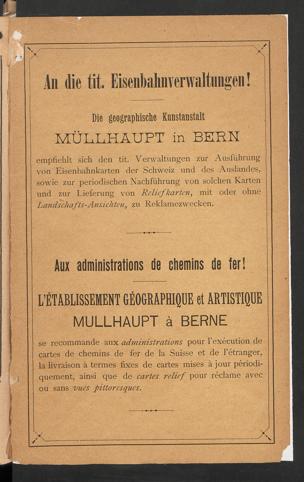 An die tit. Eisenbahnverwaltungen!
Die geographische Kunstanstalt
MÜLLHAUPT in BERN
empfiehlt sich den tit. Verwaltungen zur Ausführung
von Eisenbahnkarten der Schweiz und des Auslandes,
sowie zur periodischen Nachführung von solchen Karten
und zur Lieferung von Reliefkarten, mit oder ohne
Landschafts-Ansichten, zu Reklamezwecken.
Aux administrations de chemins de fer!
L'ÉTABLISSEMENT GÉOGRAPHIQUE et ARTISTIQUE
MULLHAUPT à BERNE
se recommande aux administrations pour l'exécution de
cartes de chemins de fer de la Suisse et de l'étranger,
la livraison à termes fixes de cartes mises à jour périodi-
quement, ainsi que de cartes relief pour réclame avec
ou sans vues pittoresques.